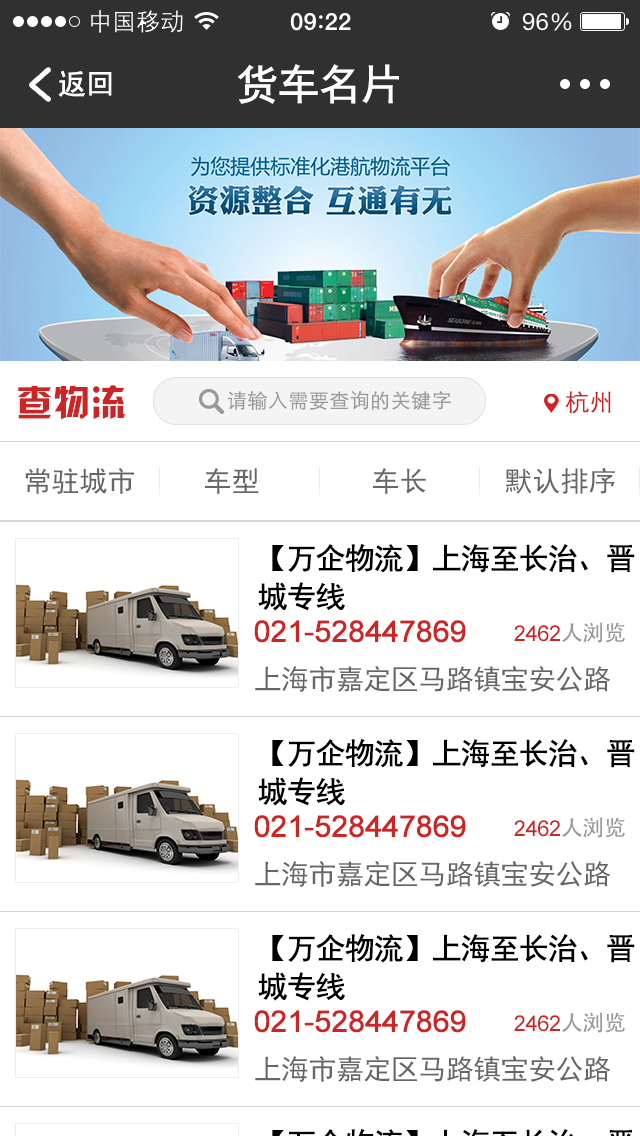 中国移动 09:22 96%
返回 货车名片
为您提供标准化港航物流平台
资源整合 互通有无
查物流 请输入需要查询的关键字 杭州
常驻城市 车型 车长 默认排序
【万企物流】上海至长治、晋
城专线
021-528447869 2462人浏览
上海市嘉定区马路镇宝安公路
【万企物流】上海至长治、晋
城专线
021-528447869 2462人浏览
上海市嘉定区马路镇宝安公路
【万企物流】上海至长治、晋
城专线
021-528447869 2462人浏览
上海市嘉定区马路镇宝安公路